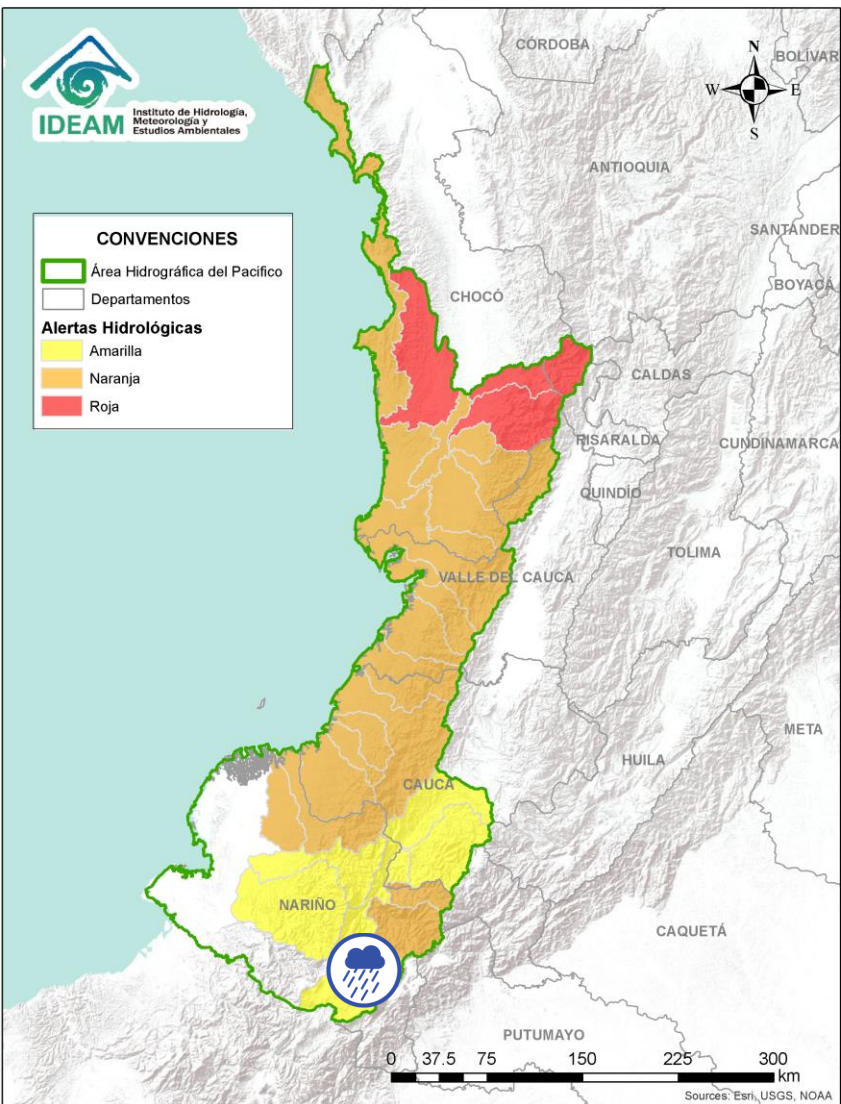 IDEAM
Instituto de Hidrología,
Meteorología y
Estudios Ambientales
N
W
E
S
CÓRDOBA
BOLÍVAR
ANTIOQUIA
SANTANDER
BOYACÁ
CHOCÓ
CALDAS
RISARALDA
CUNDINAMARCA
QUINDÍO
TOLIMA
VALLE DEL CAUCA
META
HUILA
CAUCA
NARIÑO
CAQUETÁ
PUTUMAYO
CONVENCIONES
Área Hidrográfica del Pacifico
Departamentos
Alertas Hidrológicas
Amarilla
Naranja
Roja
0 37.5 75 150 225 300
km
Sources: Esri, USGS, NOAA